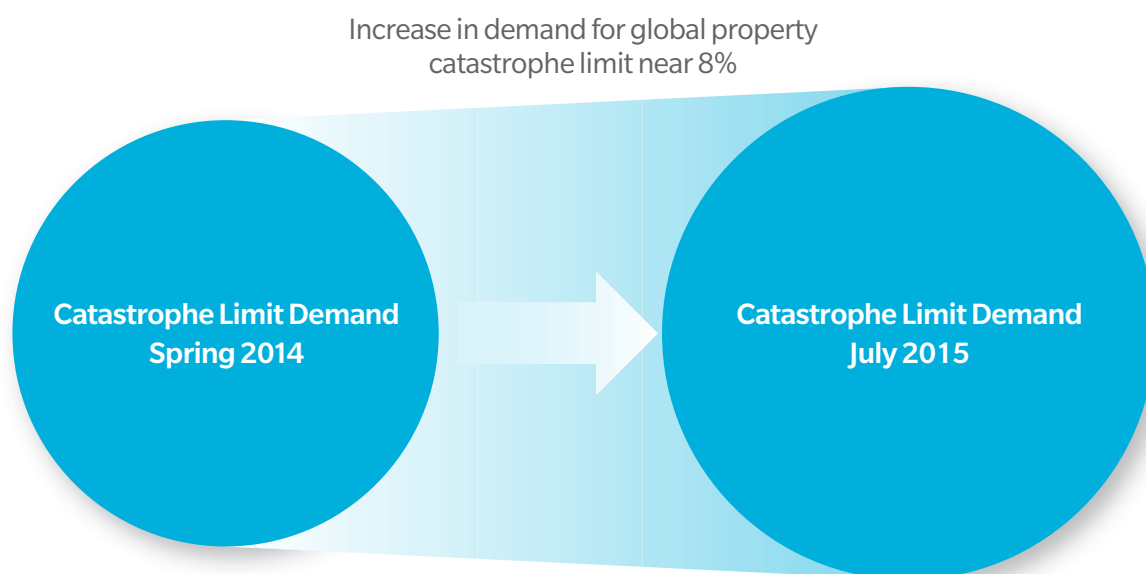 Increase in demand for global property
catastrophe limit near 8%
Catastrophe Limit Demand
Spring 2014
Catastrophe Limit Demand
July 2015